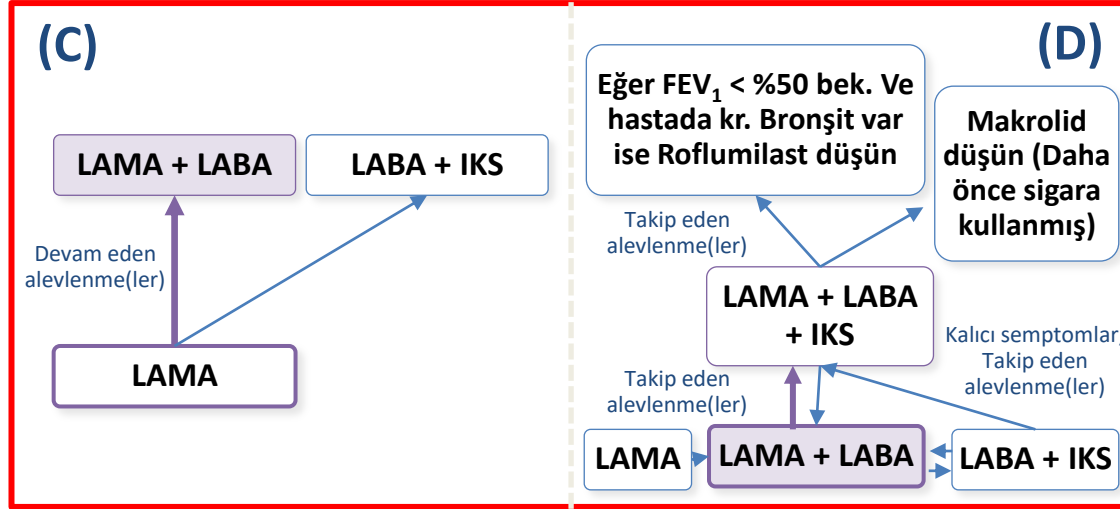 (C)
LAMA + LABA
LABA + IKS
Devam eden
alevlenme(ler)
LAMA
(D)
Eğer FEV1 < %50 bek. Ve
hastada kr. Bronşit var
ise Roflumilast düşün
Makrolid
düşün (Daha
önce sigara
kullanmış)
Takip eden
alevlenme(ler)
LAMA + LABA
+ IKS
Kalıcı semptomlar,
Takip eden
alevlenme(ler)
Takip eden
alevlenme(ler)
LAMA
LAMA + LABA
LABA + IKS